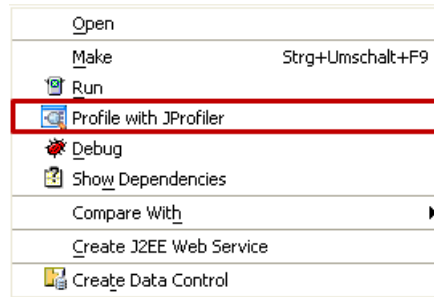 Open
Make Strg+Umschalt+F9
Run
Profile with JProfiler
Debug
Show Dependencies
Compare With
Create J2EE Web Service
Create Data Control